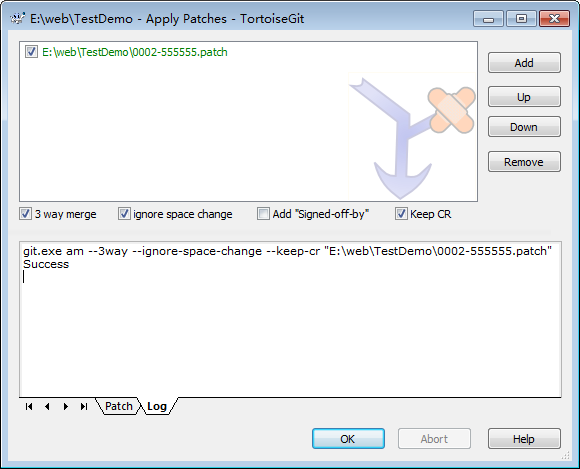 E:\web\TestDemo - Apply Patches - TortoiseGit
E:\web\TestDemo\0002-555555.patch
Add
Up
Down
Remove
3 way merge
ignore space change
Add "Signed-off-by"
Keep CR
git.exe am --3way --ignore-space-change --keep-cr "E:\web\TestDemo\0002-555555.patch"
Success
Patch
Log
OK
Abort
Help